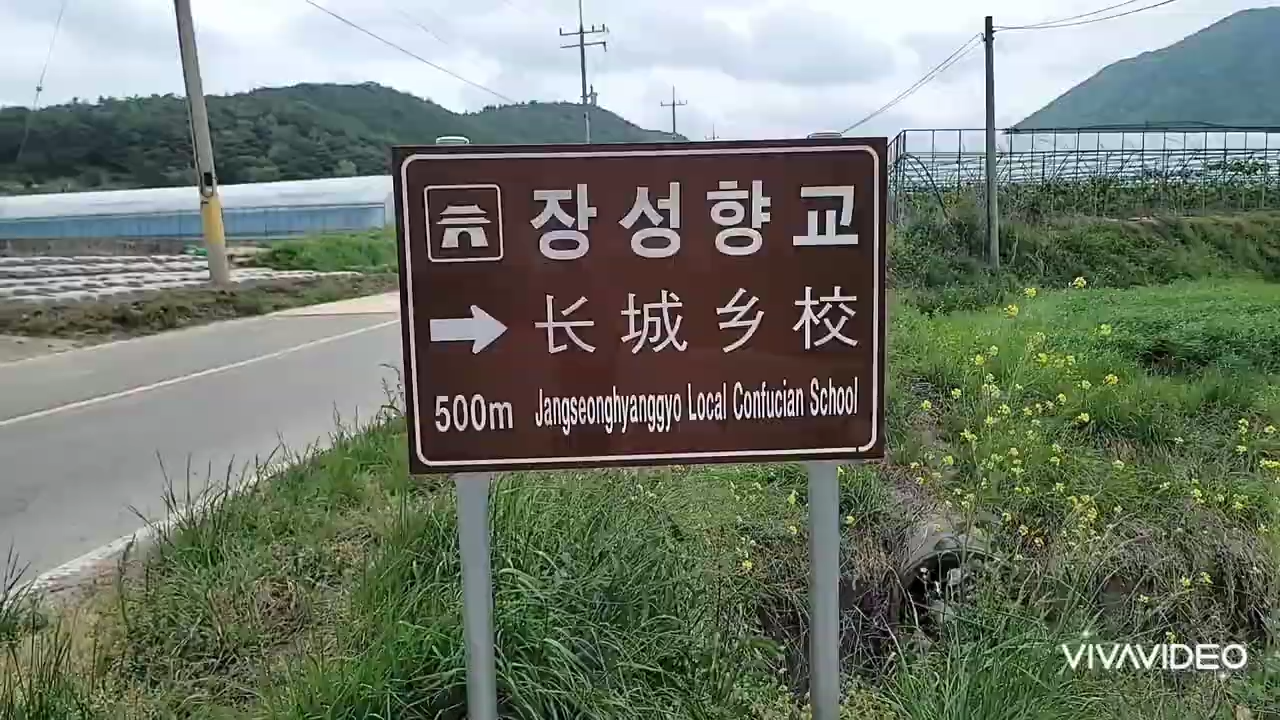 장성향교
长城乡校
500m Jangseonghyanggyo Local Confucian School
VIVAVIDEO